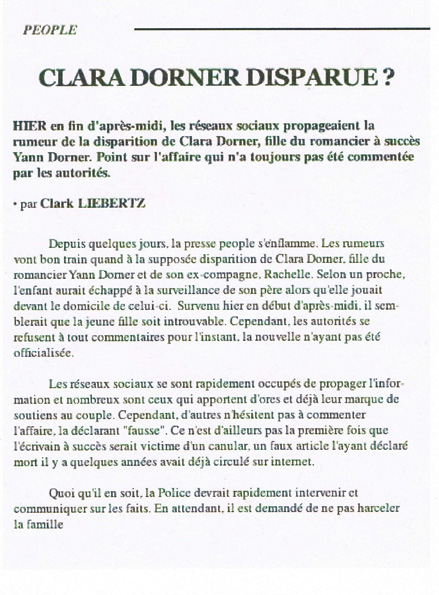 PEOPLE
CLARA DORNER DISPARUE ?
HIER en fin d'après-midi, les réseaux sociaux propageaient la
rumeur de la disparition de Clara Dorner, fille du romancier à succès
Yann Dorner. Point sur l'affaire qui n'a toujours pas été commentée
par les autorités.
• par Clark LIEBERTZ
Depuis quelques jours, la presse people s'enflamme. Les rumeurs
vont bon train quand à la supposée disparition de Clara Dorner, fille du
romancier Yann Dorner et de son ex-compagne, Rachelle. Selon un proche,
l'enfant aurait échappé à la surveillance de son père alors qu'elle jouait
devant le domicile de celui-ci. Survenu hier en début d'après-midi, il sem-
blerait que la jeune fille soit introuvable. Cependant, les autorités se
refusent à tout commentaires pour l'instant, la nouvelle n'ayant pas été
officialisée.
Les réseaux sociaux se sont rapidement occupés de propager l'infor-
mation et nombreux sont ceux qui apportent d'ores et déjà leur marque de
soutiens au couple. Cependant, d'autres n'hésitent pas à commenter
l'affaire, la déclarant "fausse". Ce n'est d'ailleurs pas la première fois que
l'écrivain à succès serait victime d'un canular, un faux article l'ayant déclaré
mort il y a quelques années avait déjà circulé sur internet.
Quoi qu'il en soit, la Police devrait rapidement intervenir et
communiquer sur les faits. En attendant, il est demandé de ne pas harceler
la famille